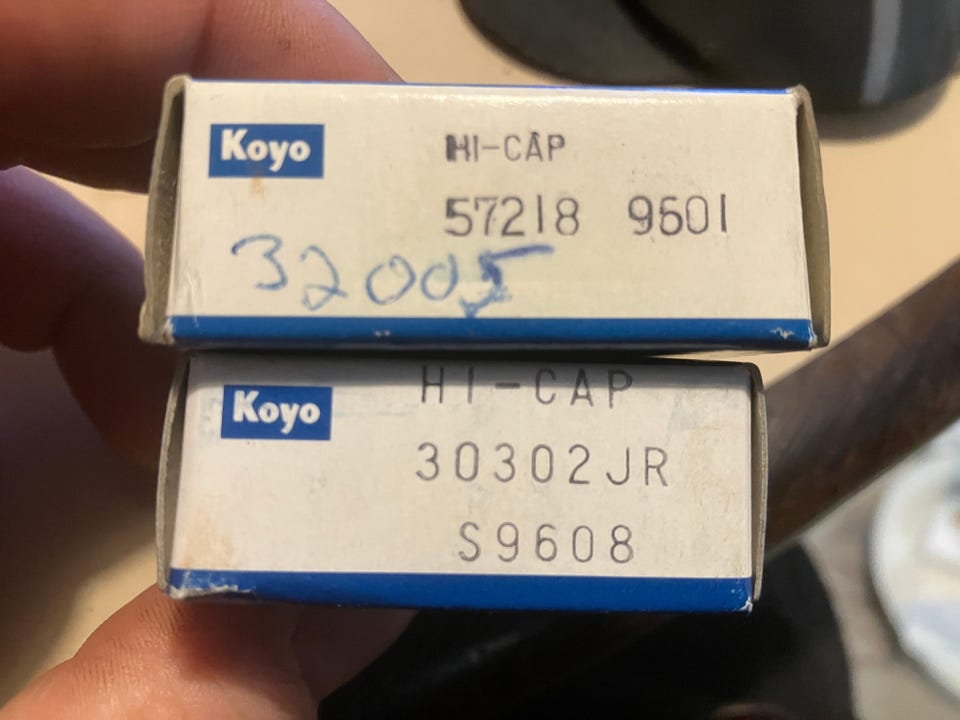 Koyo
HI-CAP
57218 9601
32005
Koyo
HI-CAP
30302JR
S9608